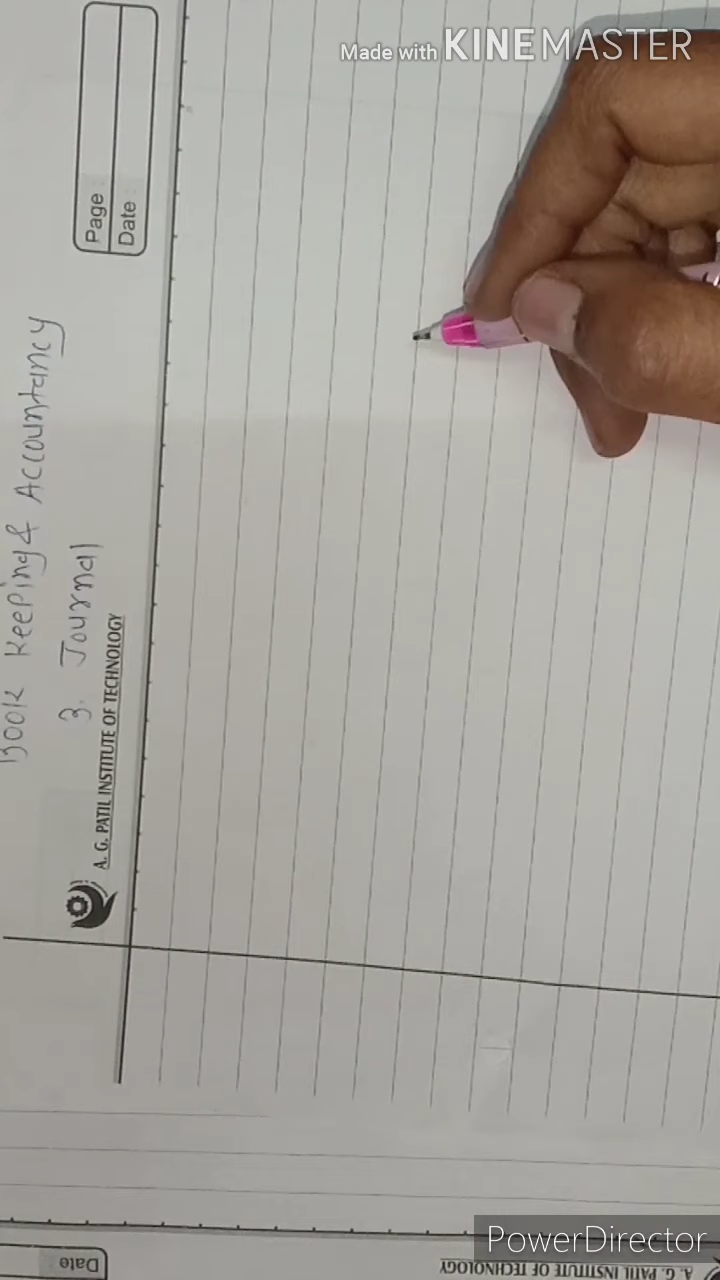 Made with KINEMASTER
Book Keeping & Accountancy
3. Journal
A. G. PATIL INSTITUTE OF TECHNOLOGY
Page
Date
Date
A. G. PATIL INSTITUTE OF TECHNOLOGY
PowerDirector